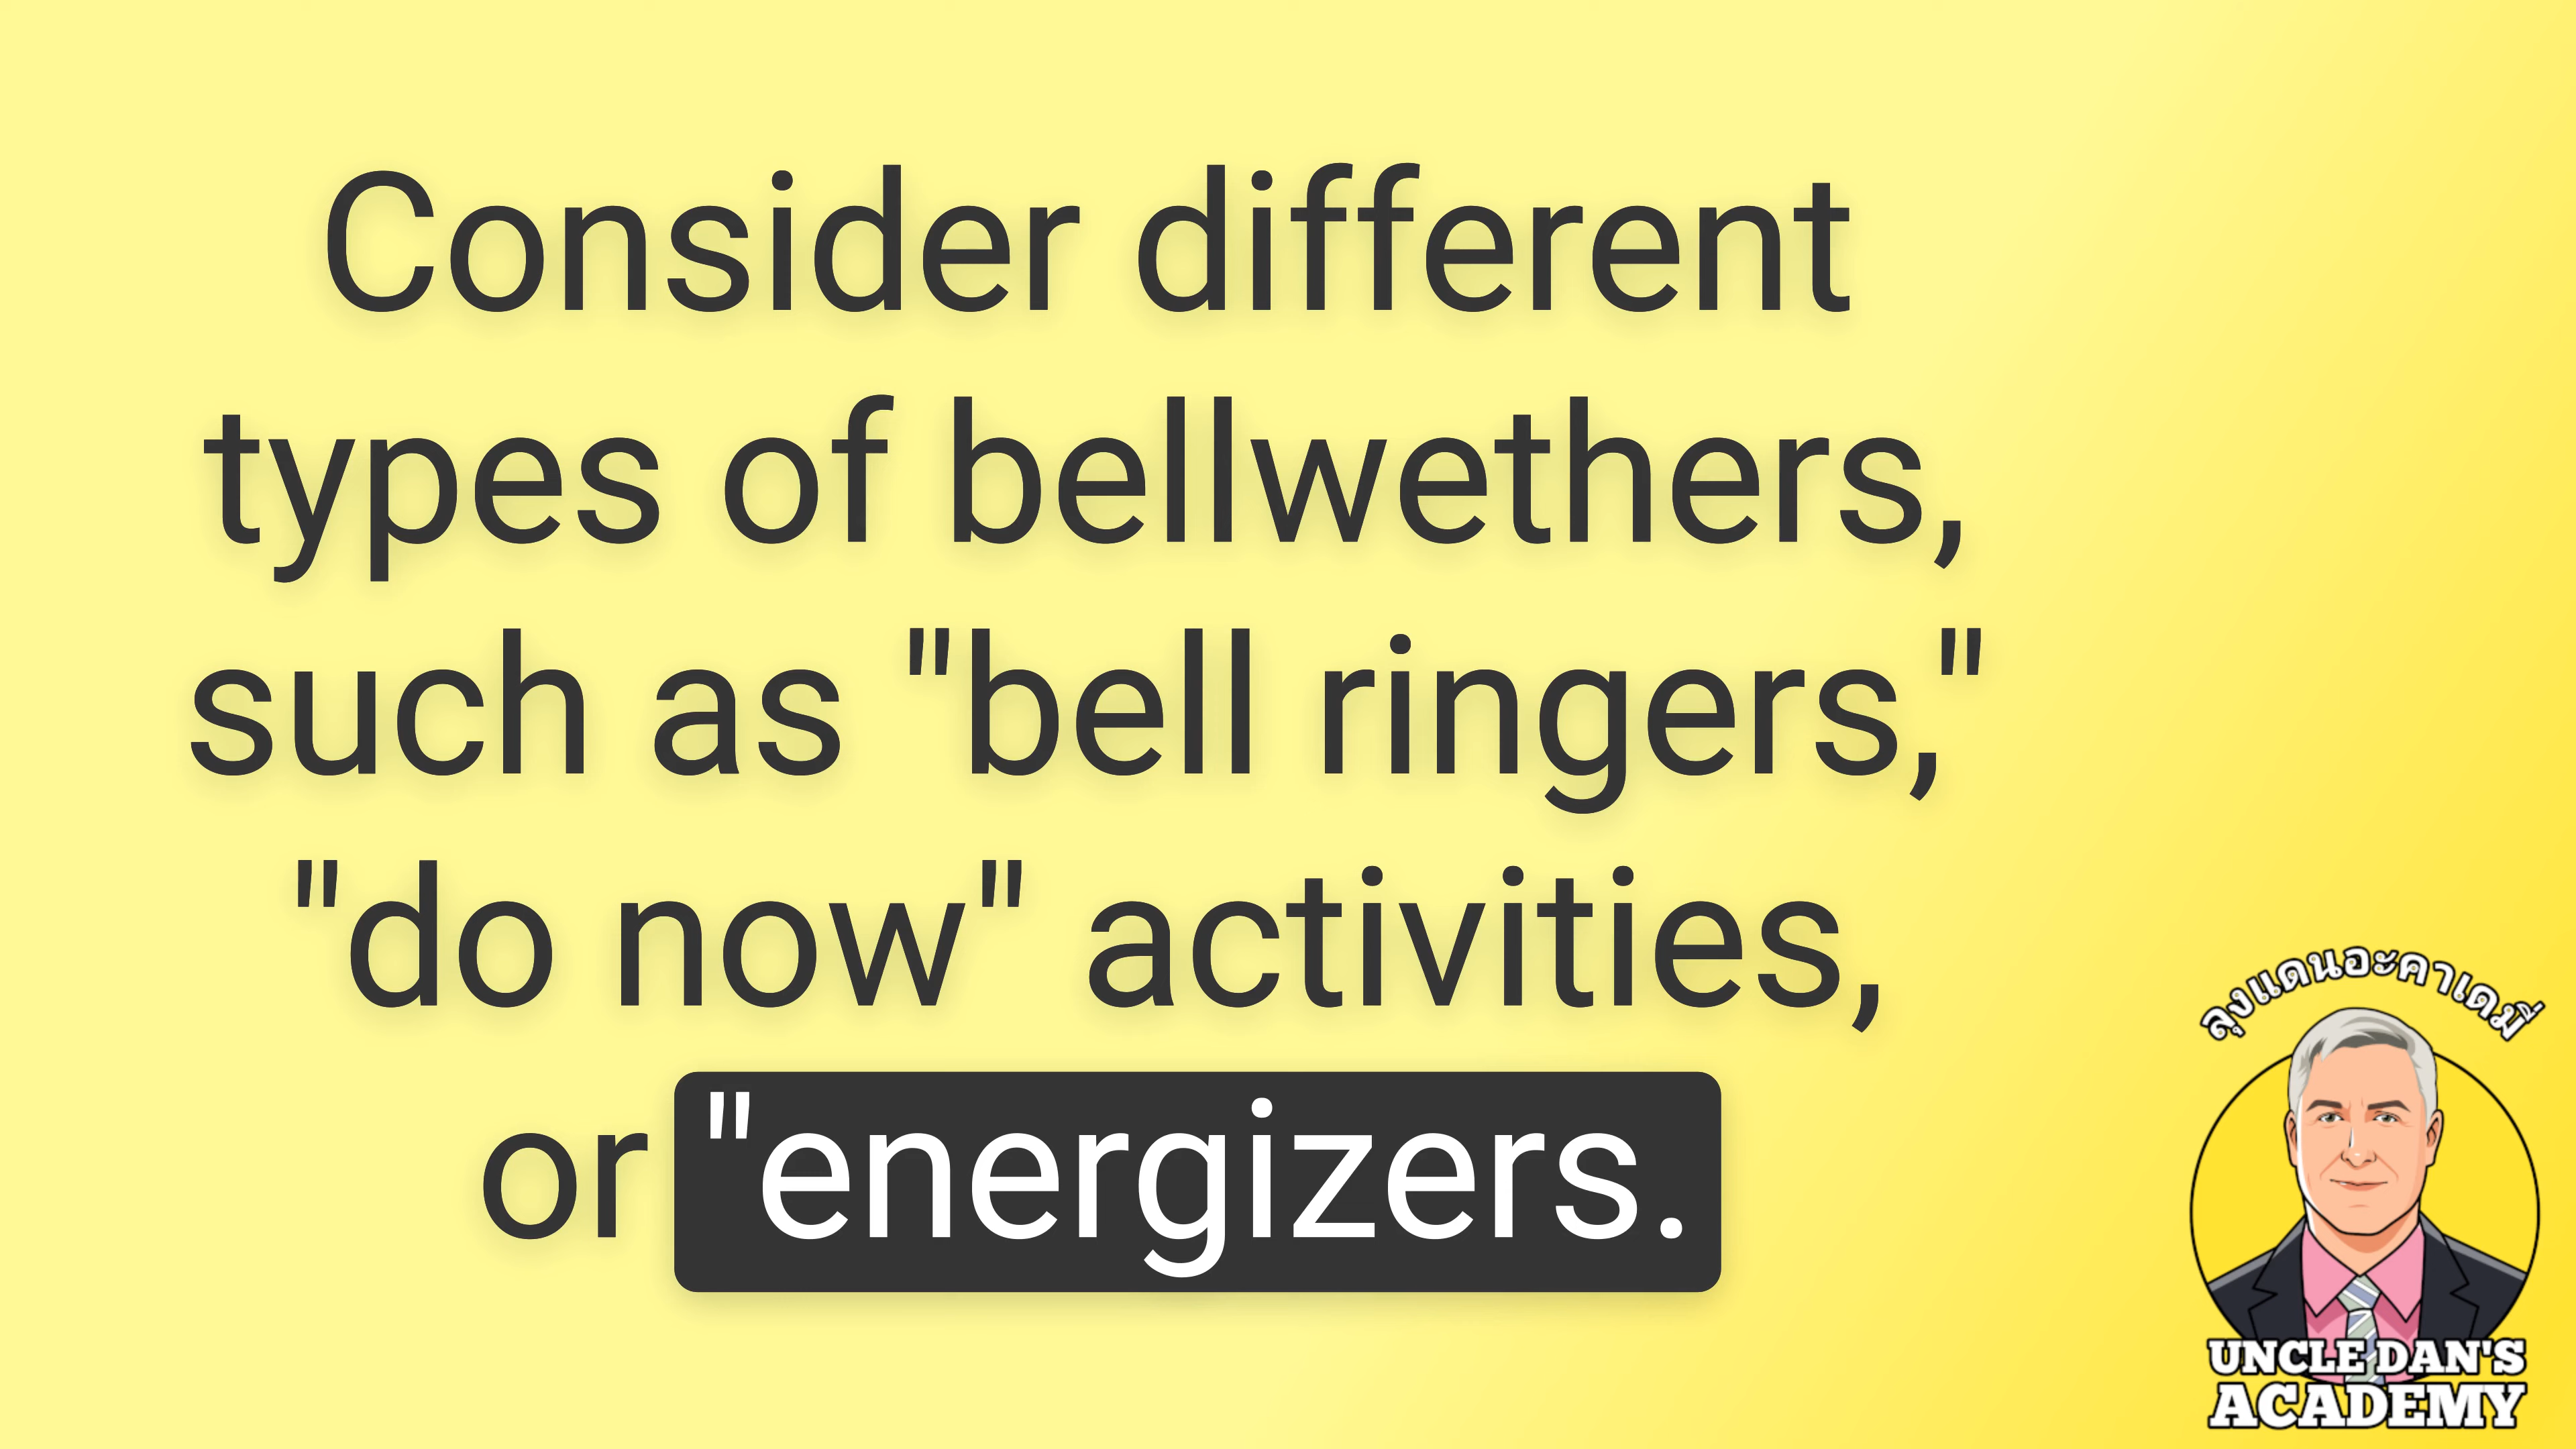 Consider different
types of bellwethers,
such as "bell ringers,"
"do now" activities,
or "energizers.
ลุงแดนอะคาเดมี่
UNCLE DAN'S
ACADEMY